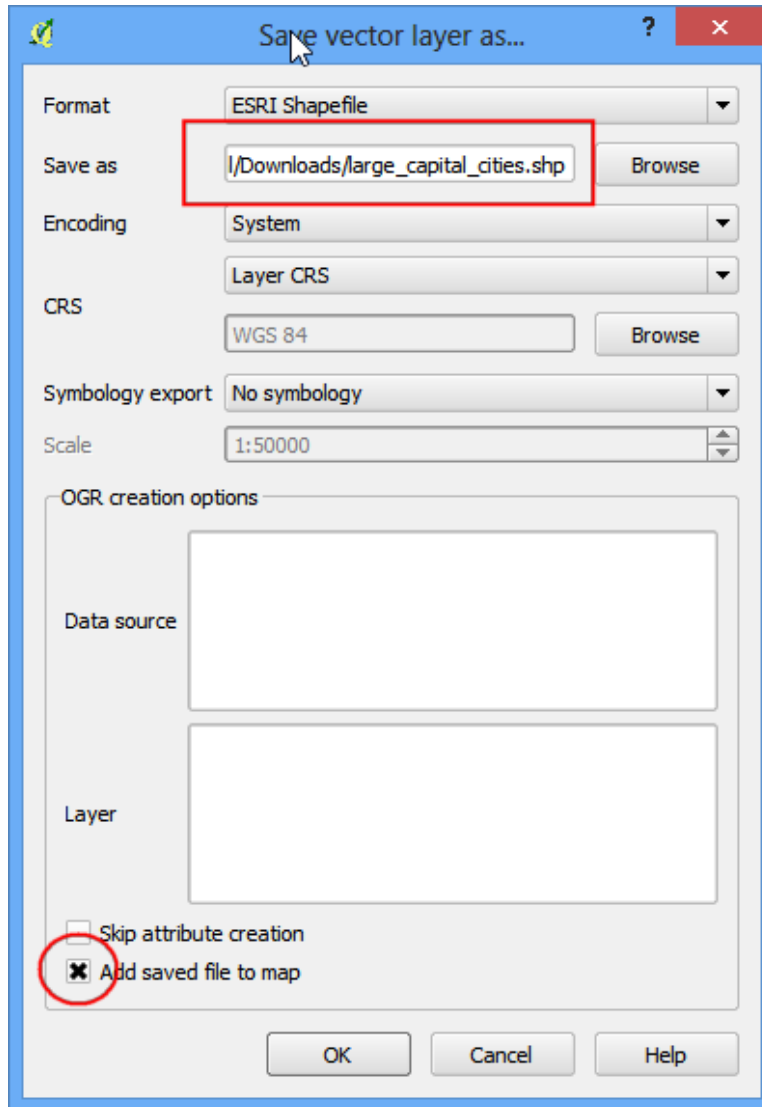 Save vector layer as...
?
Format ESRI Shapefile
Save as l/Downloads/large_capital_cities.shp Browse
Encoding System
Layer CRS
CRS
WGS 84 Browse
Symbology export No symbology
Scale 1:50000
OGR creation options
Data source
Layer
Skip attribute creation
Add saved file to map
OK Cancel Help